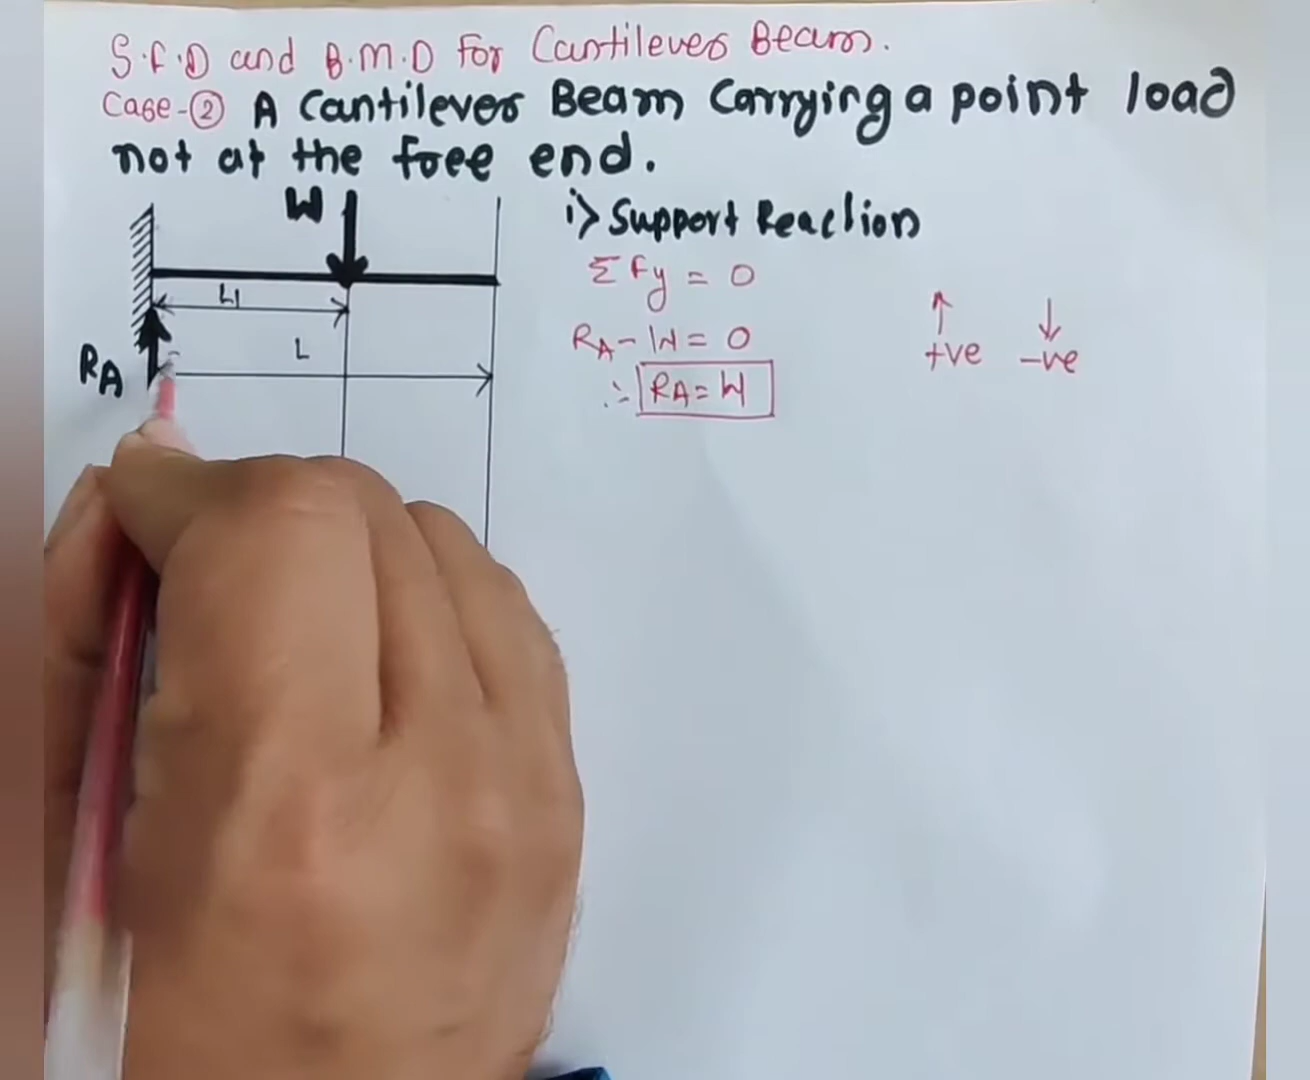 S.F.D and B.M.D For Cantilever Beam.
Case-② A Cantilever Beam Carrying a point load
not at the free end.
W
i> Support Reaction
ΣFy = 0
L1
RA - W = 0
L
+ve -ve
RA
∴ RA = W